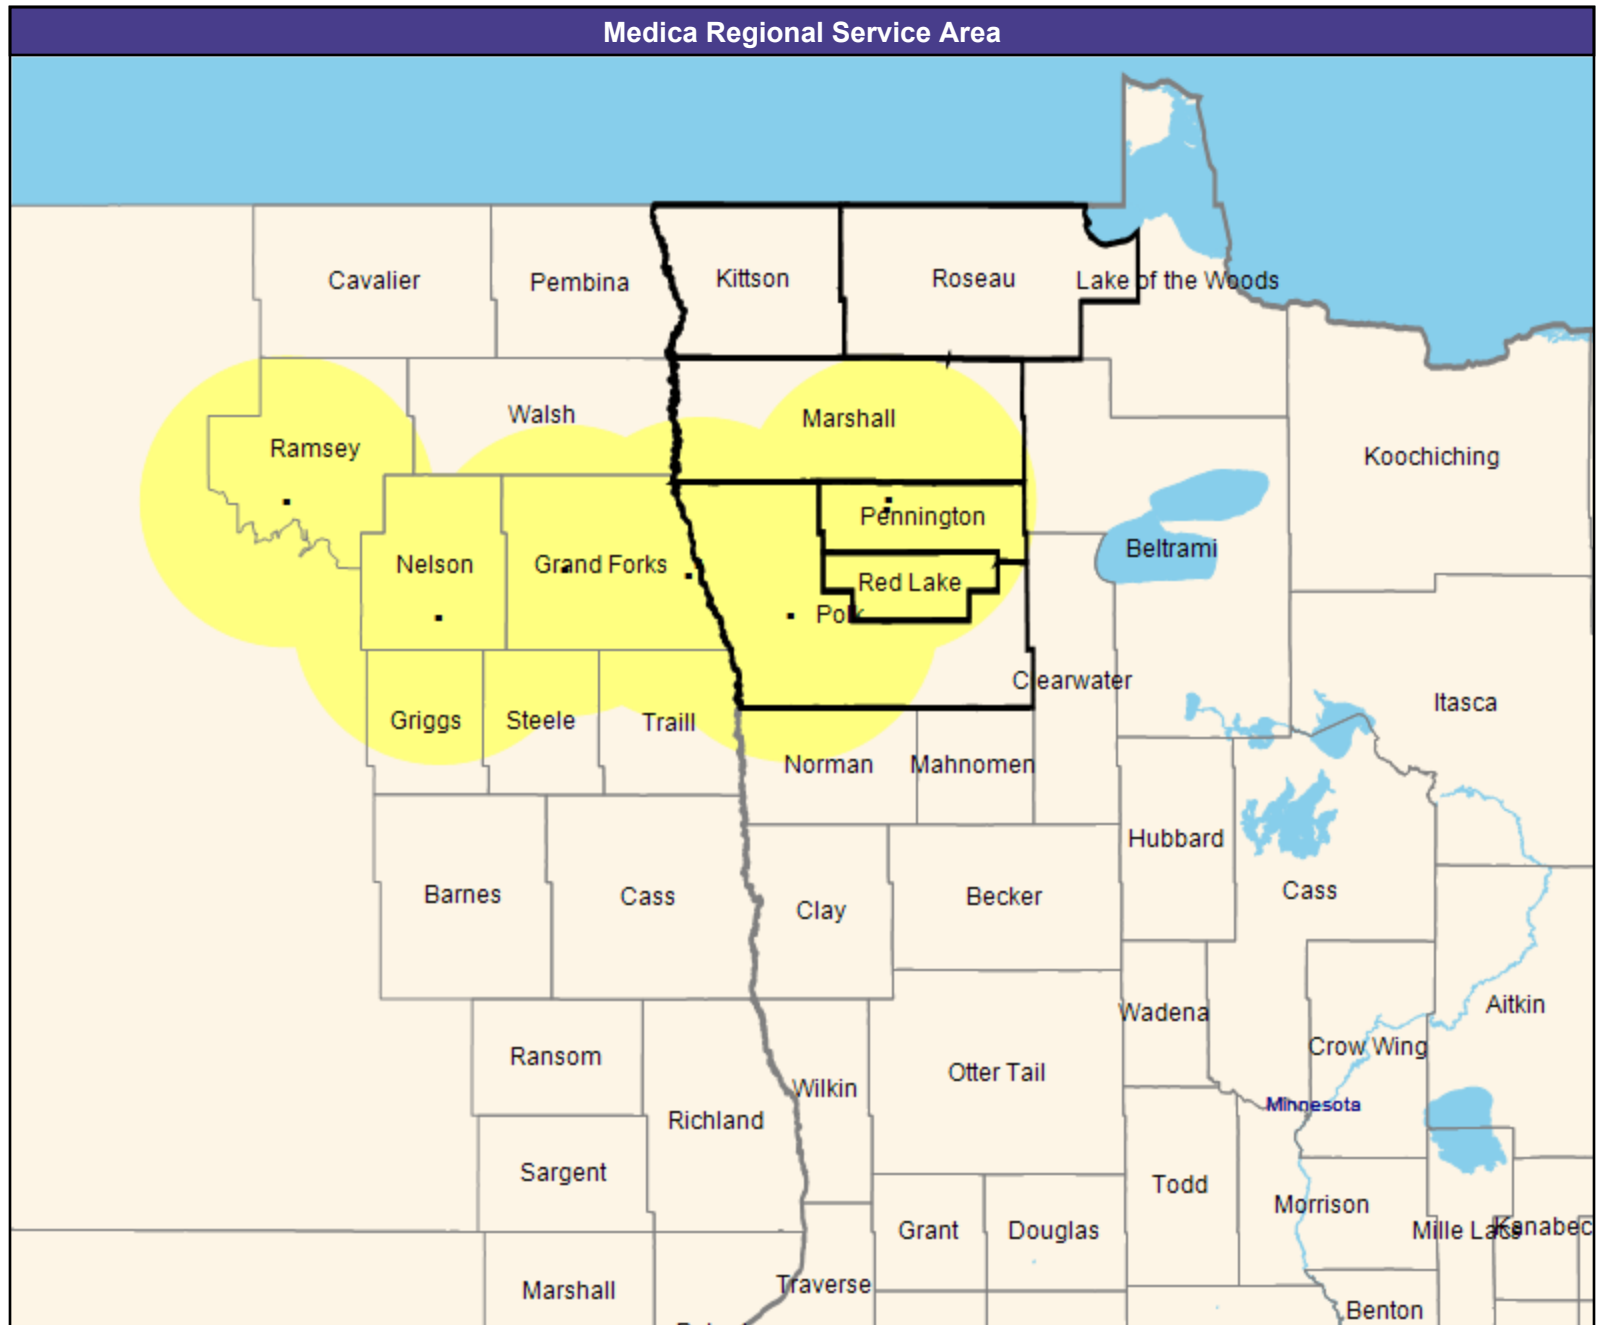 Medica Regional Service Area
Cavalier
Pembina
Kittson
Roseau
Lake of the Woods
Walsh
Marshall
Ramsey
Koochiching
Pennington
Beltrami
Nelson
Grand Forks
Red Lake
Polk
Clearwater
Itasca
Griggs
Steele
Traill
Norman
Mahnomen
Hubbard
Barnes
Cass
Clay
Becker
Cass
Wadena
Aitkin
Ransom
Crow Wing
Otter Tail
Wilkin
Minnesota
Richland
Sargent
Todd
Morrison
Grant
Douglas
Mille Lacs
Kanabec
Marshall
Traverse
Benton